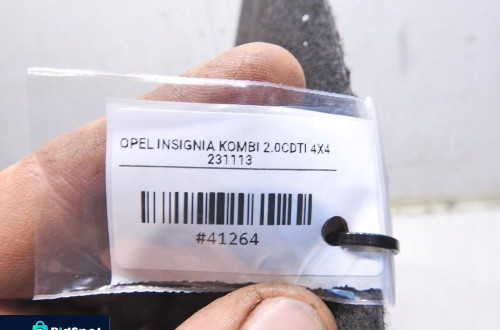 OPEL INSIGNIA KOMBI 2.0CDTI 4X4
231113
#41264